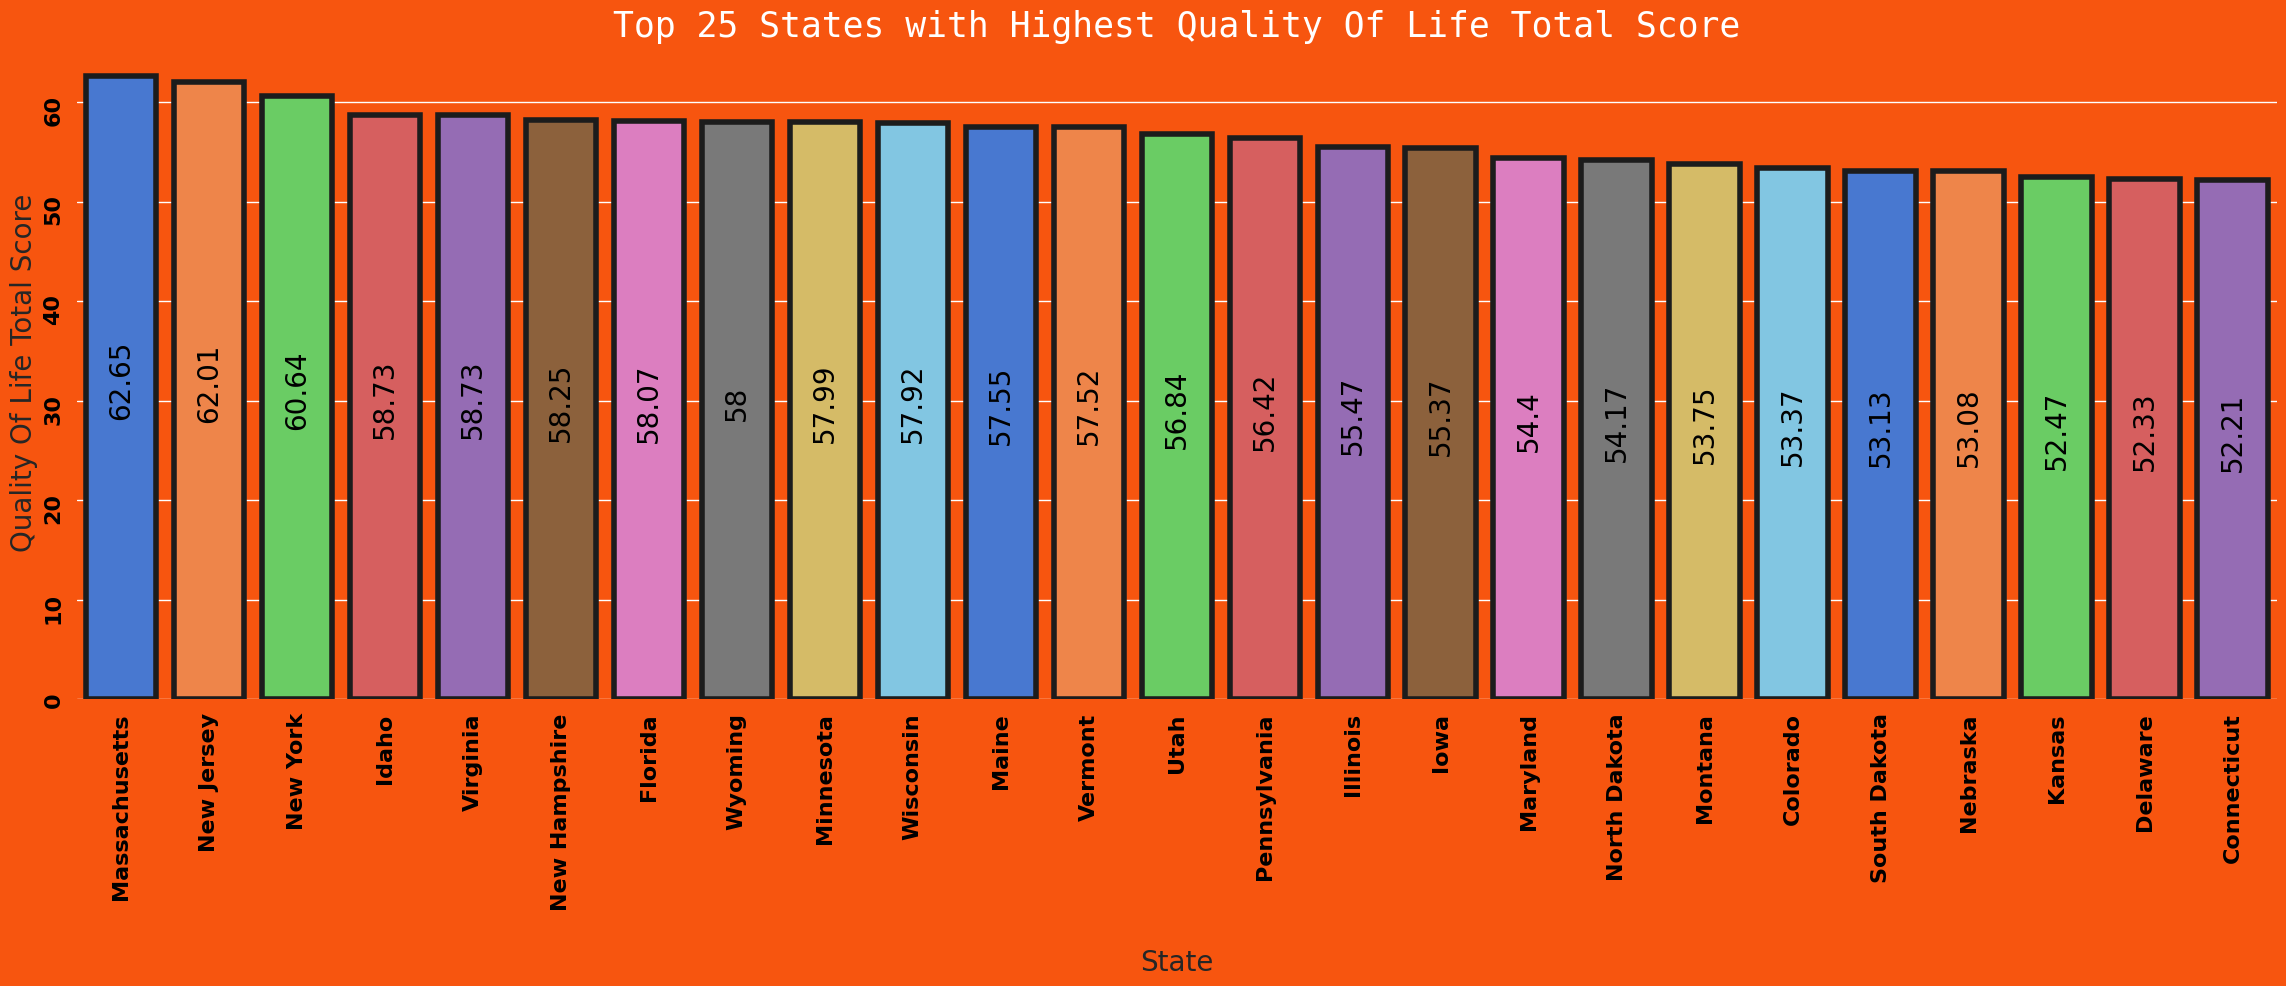 Top 25 States with Highest Quality Of Life Total Score
Quality Of Life Total Score
60
50
40
30
20
10
0
62.65
62.01
60.64
58.73
58.73
58.25
58.07
58
57.99
57.92
57.55
57.52
56.84
56.42
55.47
55.37
54.4
54.17
53.75
53.37
53.13
53.08
52.47
52.33
52.21
Massachusetts
New Jersey
New York
Idaho
Virginia
New Hampshire
Florida
Wyoming
Minnesota
Wisconsin
Maine
Vermont
Utah
Pennsylvania
Illinois
Iowa
Maryland
North Dakota
Montana
Colorado
South Dakota
Nebraska
Kansas
Delaware
Connecticut
State